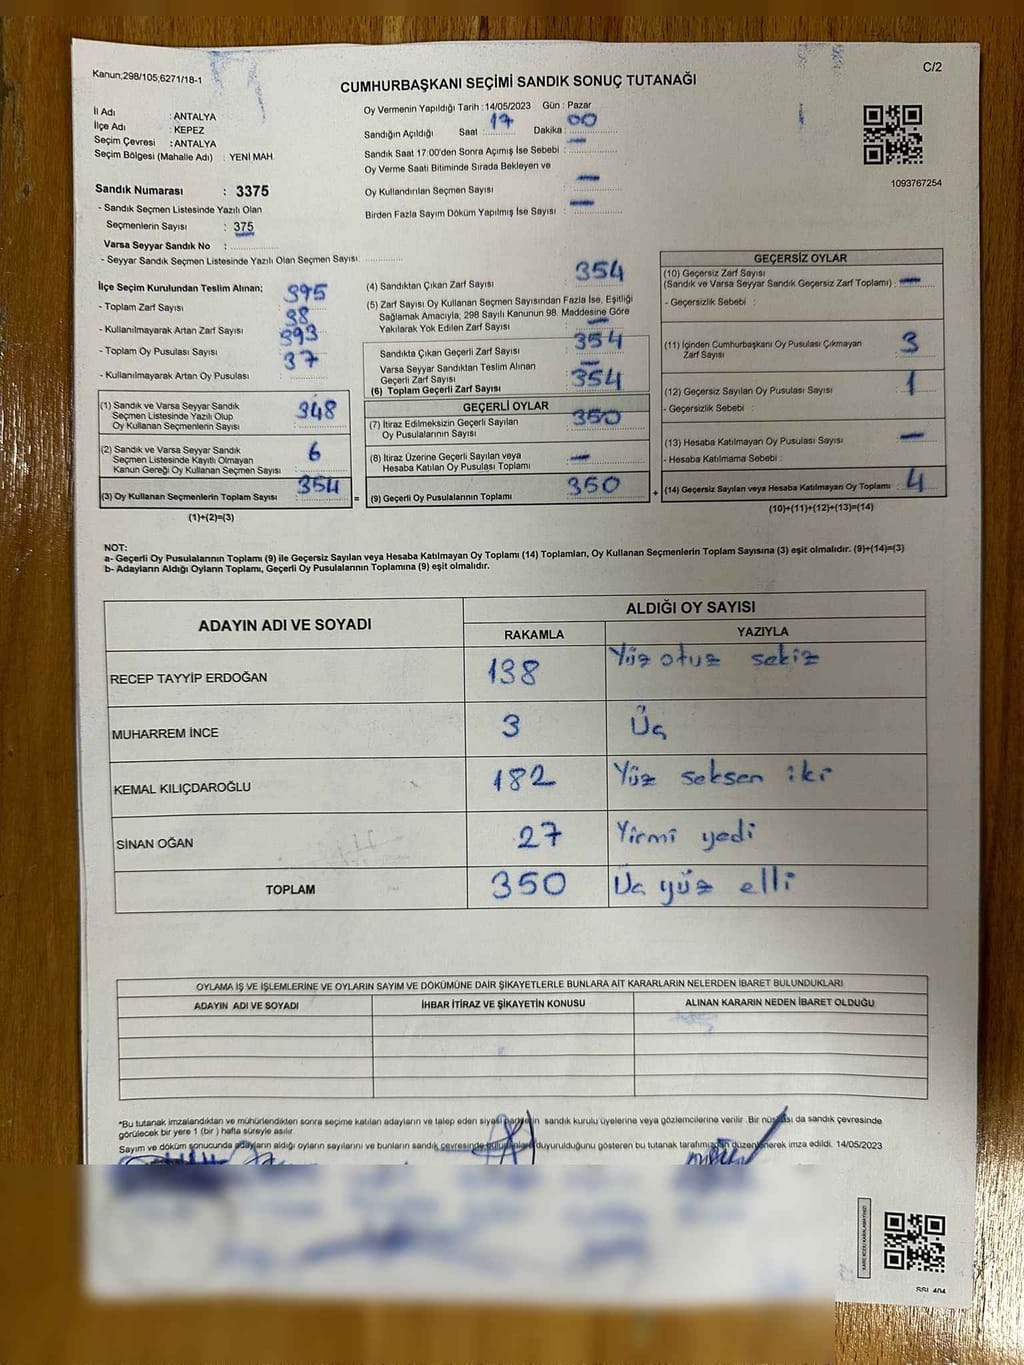 Kanun;298/105;6271/18-1
C/2
CUMHURBAŞKANI SEÇİMİ SANDIK SONUÇ TUTANAĞI
İl Adı : ANTALYA
İlçe Adı : KEPEZ
Seçim Çevresi : ANTALYA
Seçim Bölgesi (Mahalle Adı) : YENİ MAH.
Sandık Numarası : 3375
- Sandık Seçmen Listesinde Yazılı Olan
Seçmenlerin Sayısı : 375
Varsa Seyyar Sandık No :
- Seyyar Sandık Seçmen Listesinde Yazılı Olan Seçmen Sayısı:
Oy Vermenin Yapıldığı Tarih : 14/05/2023 Gün : Pazar
Sandığın Açıldığı Saat : 17 Dakika : 00
Sandık Saat 17:00'den Sonra Açımış İse Sebebi : —
Oy Verme Saati Bitiminde Sırada Bekleyen ve
Oy Kullandırılan Seçmen Sayısı : —
Birden Fazla Sayım Döküm Yapılmış İse Sayısı : —
1093767254
İlçe Seçim Kurulundan Teslim Alınan;
- Toplam Zarf Sayısı : 395
- Kullanılmayarak Artan Zarf Sayısı : 38
- Toplam Oy Pusulası Sayısı : 393
- Kullanılmayarak Artan Oy Pusulası : 37
(1) Sandık ve Varsa Seyyar Sandık
Seçmen Listesinde Yazılı Olup
Oy Kullanan Seçmenlerin Sayısı : 348
(2) Sandık ve Varsa Seyyar Sandık
Seçmen Listesinde Kayıtlı Olmayan
Kanun Gereği Oy Kullanan Seçmen Sayısı : 6
(3) Oy Kullanan Seçmenlerin Toplam Sayısı : 354
(1)+(2)=(3)
(4) Sandıktan Çıkan Zarf Sayısı : 354
(5) Zarf Sayısı Oy Kullanan Seçmen Sayısından Fazla İse, Eşitliği
Sağlamak Amacıyla, 298 Sayılı Kanunun 98. Maddesine Göre
Yakılarak Yok Edilen Zarf Sayısı : —
Sandıkta Çıkan Geçerli Zarf Sayısı : 354
Varsa Seyyar Sandıktan Teslim Alınan
Geçerli Zarf Sayısı : —
(6) Toplam Geçerli Zarf Sayısı : 354
GEÇERLİ OYLAR
(7) İtiraz Edilmeksizin Geçerli Sayılan
Oy Pusulalarının Sayısı : 350
(8) İtiraz Üzerine Geçerli Sayılan veya
Hesaba Katılan Oy Pusulası Toplamı : —
= (9) Geçerli Oy Pusulalarının Toplamı : 350
GEÇERSİZ OYLAR
(10) Geçersiz Zarf Sayısı
(Sandık ve Varsa Seyyar Sandık Geçersiz Zarf Toplamı) : —
- Geçersizlik Sebebi :
(11) İçinden Cumhurbaşkanı Oy Pusulası Çıkmayan
Zarf Sayısı : 3
(12) Geçersiz Sayılan Oy Pusulası Sayısı : 1
- Geçersizlik Sebebi :
(13) Hesaba Katılmayan Oy Pusulası Sayısı : —
- Hesaba Katılmama Sebebi :
+ (14) Geçersiz Sayılan veya Hesaba Katılmayan Oy Toplamı : 4
(10)+(11)+(12)+(13)=(14)
NOT:
a- Geçerli Oy Pusulalarının Toplamı (9) ile Geçersiz Sayılan veya Hesaba Katılmayan Oy Toplamı (14) Toplamları, Oy Kullanan Seçmenlerin Toplam Sayısına (3) eşit olmalıdır. (9)+(14)=(3)
b- Adayların Aldığı Oyların Toplamı, Geçerli Oy Pusulalarının Toplamına (9) eşit olmalıdır.
ADAYIN ADI VE SOYADI
ALDIĞI OY SAYISI
RAKAMLA YAZIYLA
RECEP TAYYİP ERDOĞAN 138 Yüz otuz sekiz
MUHARREM İNCE 3 Üç
KEMAL KILIÇDAROĞLU 182 Yüz seksen iki
SİNAN OĞAN 27 Yirmi yedi
TOPLAM 350 Üç yüz elli
OYLAMA İŞ VE İŞLEMLERİNE VE OYLARIN SAYIM VE DÖKÜMÜNE DAİR ŞİKAYETLERLE BUNLARA AİT KARARLARIN NELERDEN İBARET BULUNDUKLARI
ADAYIN ADI VE SOYADI İHBAR İTİRAZ VE ŞİKAYETİN KONUSU ALINAN KARARIN NEDEN İBARET OLDUĞU
*Bu tutanak imzalandıktan ve mühürlendikten sonra seçime katılan adayların ve talep eden siyasi partilerin sandık kurulu üyelerine veya gözlemcilerine verilir. Bir nüshası da sandık çevresinde
görülecek bir yere 1 (bir ) hafta süreyle asılır.
Sayım ve döküm sonucunda adayların aldığı oyların sayılarını ve bunların sandık çevresinde duyurulduğunu gösteren bu tutanak tarafımızdan düzenlenerek imza edildi. 14/05/2023